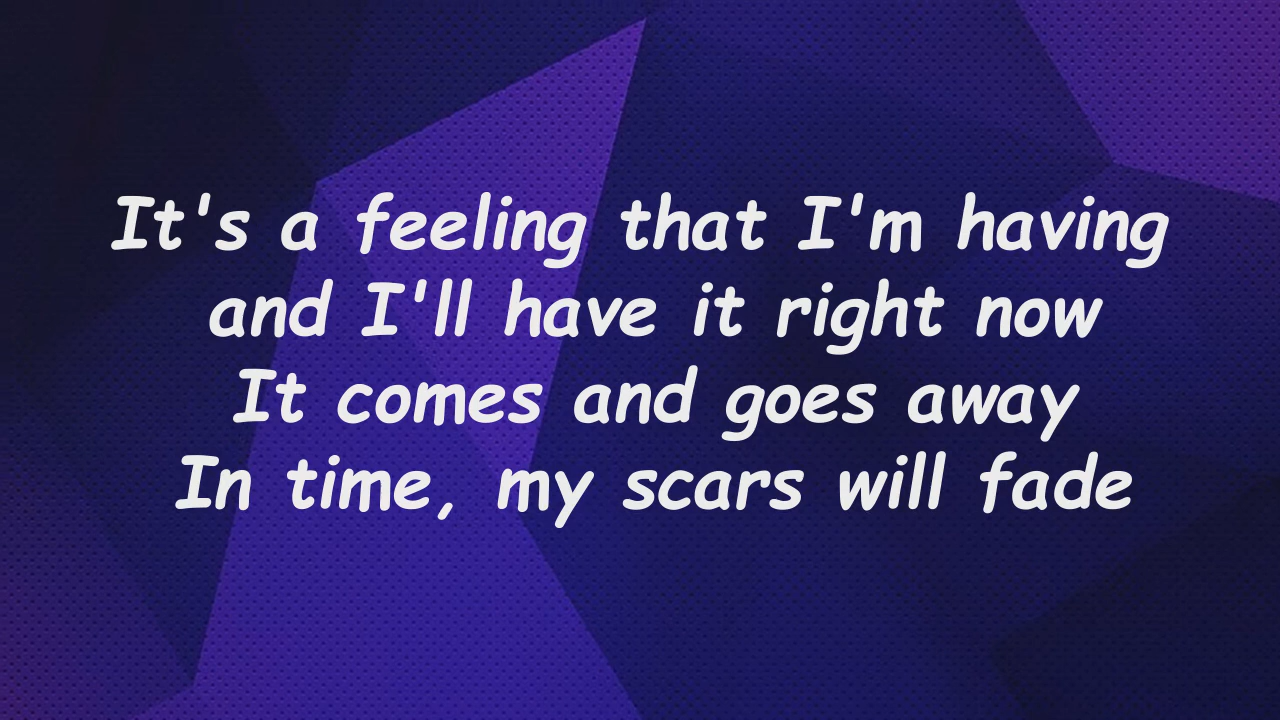 It's a feeling that I'm having
and I'll have it right now
It comes and goes away
In time, my scars will fade